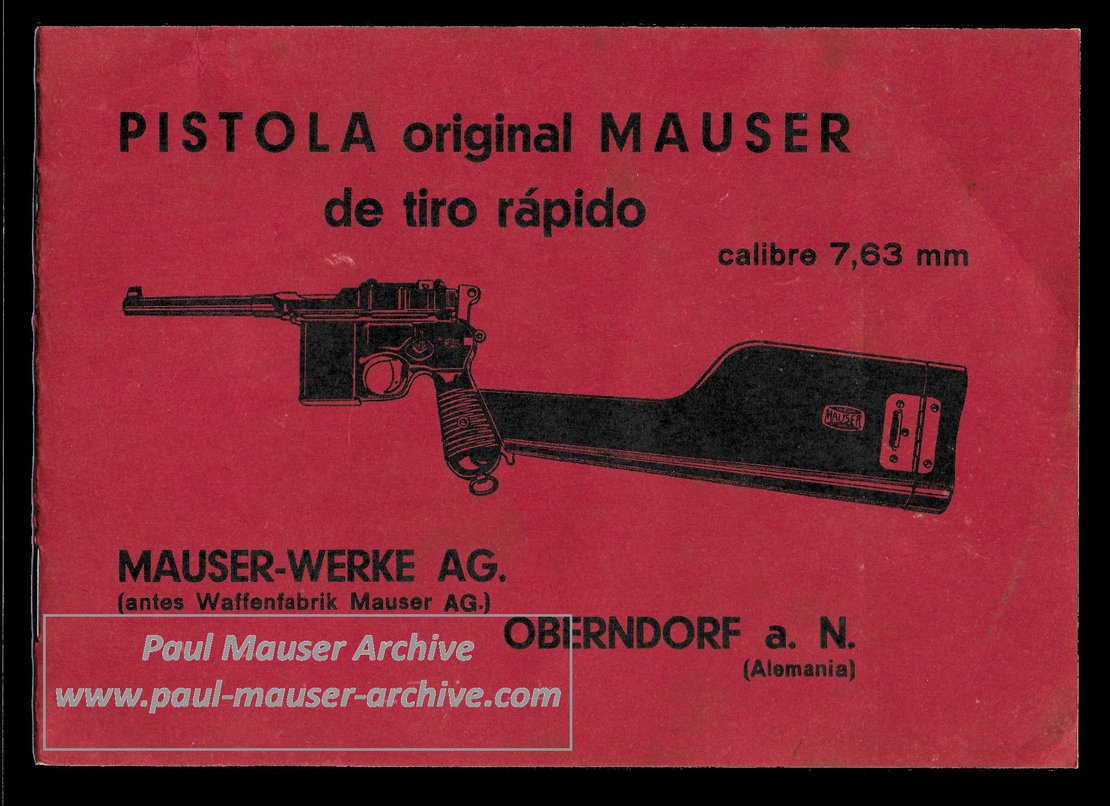 PISTOLA original MAUSER
de tiro rápido
calibre 7,63 mm
MAUSER
MAUSER-WERKE AG.
(antes Waffenfabrik Mauser AG.)
OBERNDORF a. N.
(Alemania)
Paul Mauser Archive
www.paul-mauser-archive.com